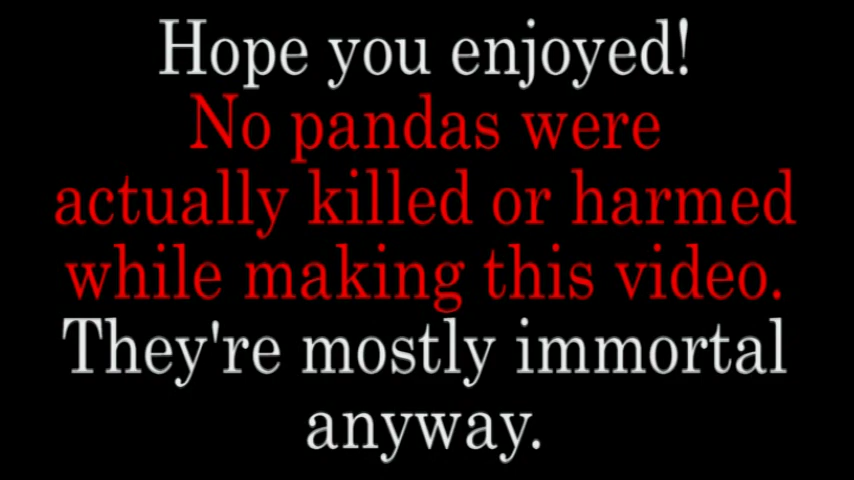 Hope you enjoyed!
No pandas were
actually killed or harmed
while making this video.
They're mostly immortal
anyway.